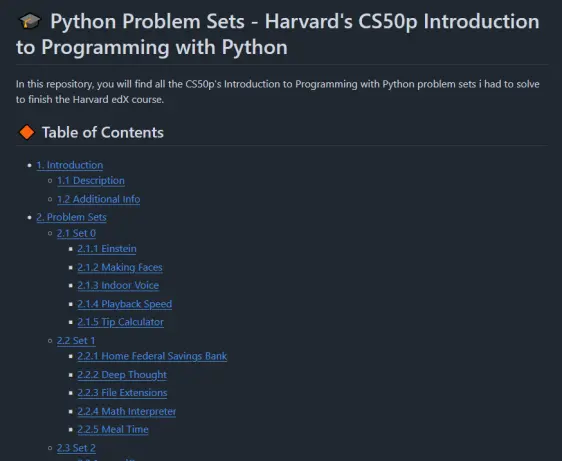 Python Problem Sets - Harvard's CS50p Introduction
to Programming with Python
In this repository, you will find all the CS50p's Introduction to Programming with Python problem sets i had to solve
to finish the Harvard edX course.
Table of Contents
1. Introduction
1.1 Description
1.2 Additional Info
2. Problem Sets
2.1 Set 0
2.1.1 Einstein
2.1.2 Making Faces
2.1.3 Indoor Voice
2.1.4 Playback Speed
2.1.5 Tip Calculator
2.2 Set 1
2.2.1 Home Federal Savings Bank
2.2.2 Deep Thought
2.2.3 File Extensions
2.2.4 Math Interpreter
2.2.5 Meal Time
2.3 Set 2